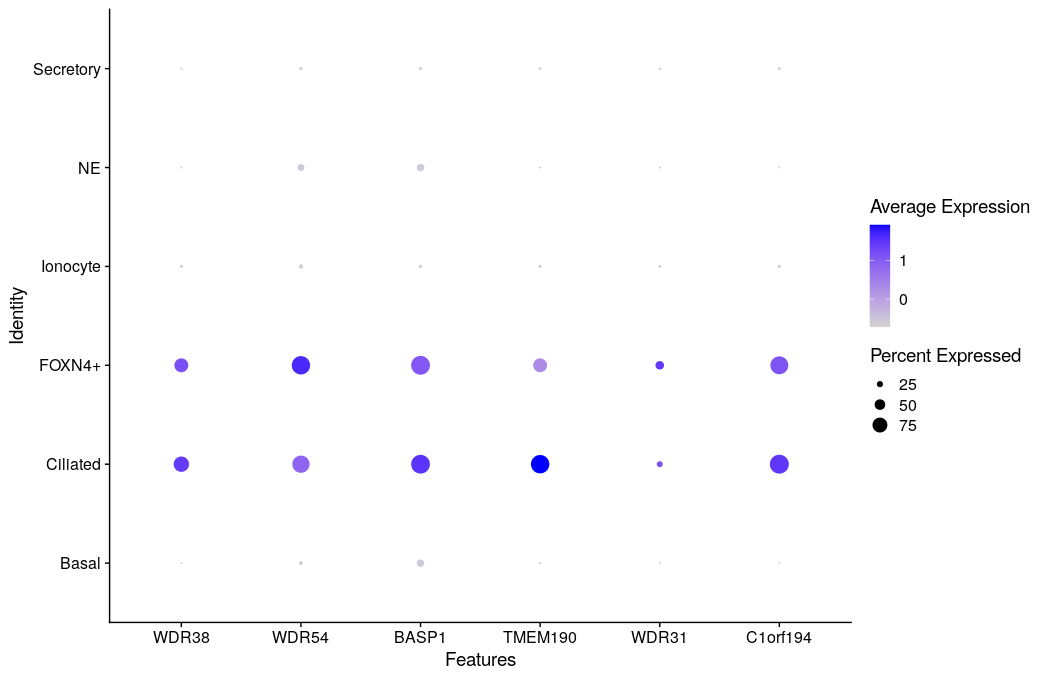 Secretory
NE
Ionocyte
FOXN4+
Ciliated
Basal
Identity
WDR38 WDR54 BASP1 TMEM190 WDR31 C1orf194
Features
Average Expression
1
0
Percent Expressed
25
50
75